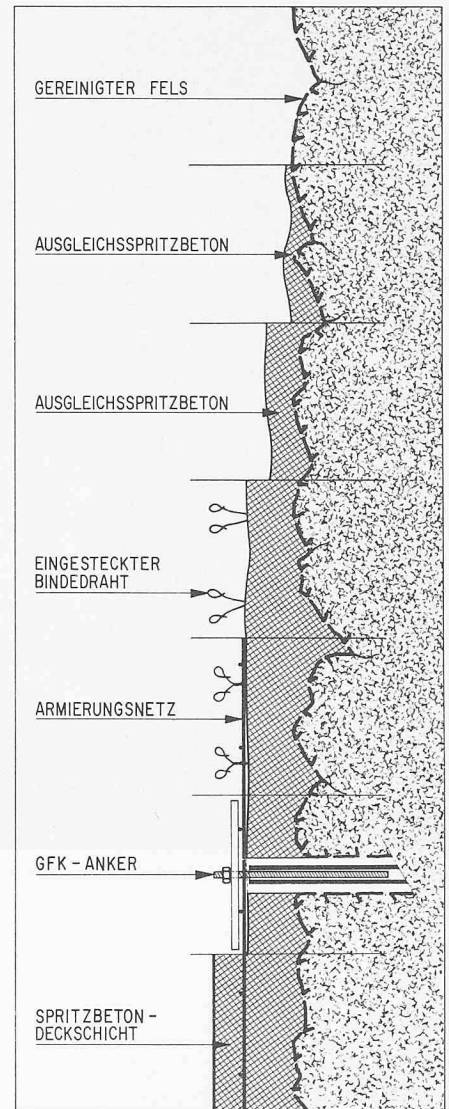 GEREINIGTER FELS
AUSGLEICHSSPRITZBETON
AUSGLEICHSSPRITZBETON
EINGESTECKTER
BINDEDRAHT
ARMIERUNGSNETZ
GFK-ANKER
SPRITZBETON-
DECKSCHICHT